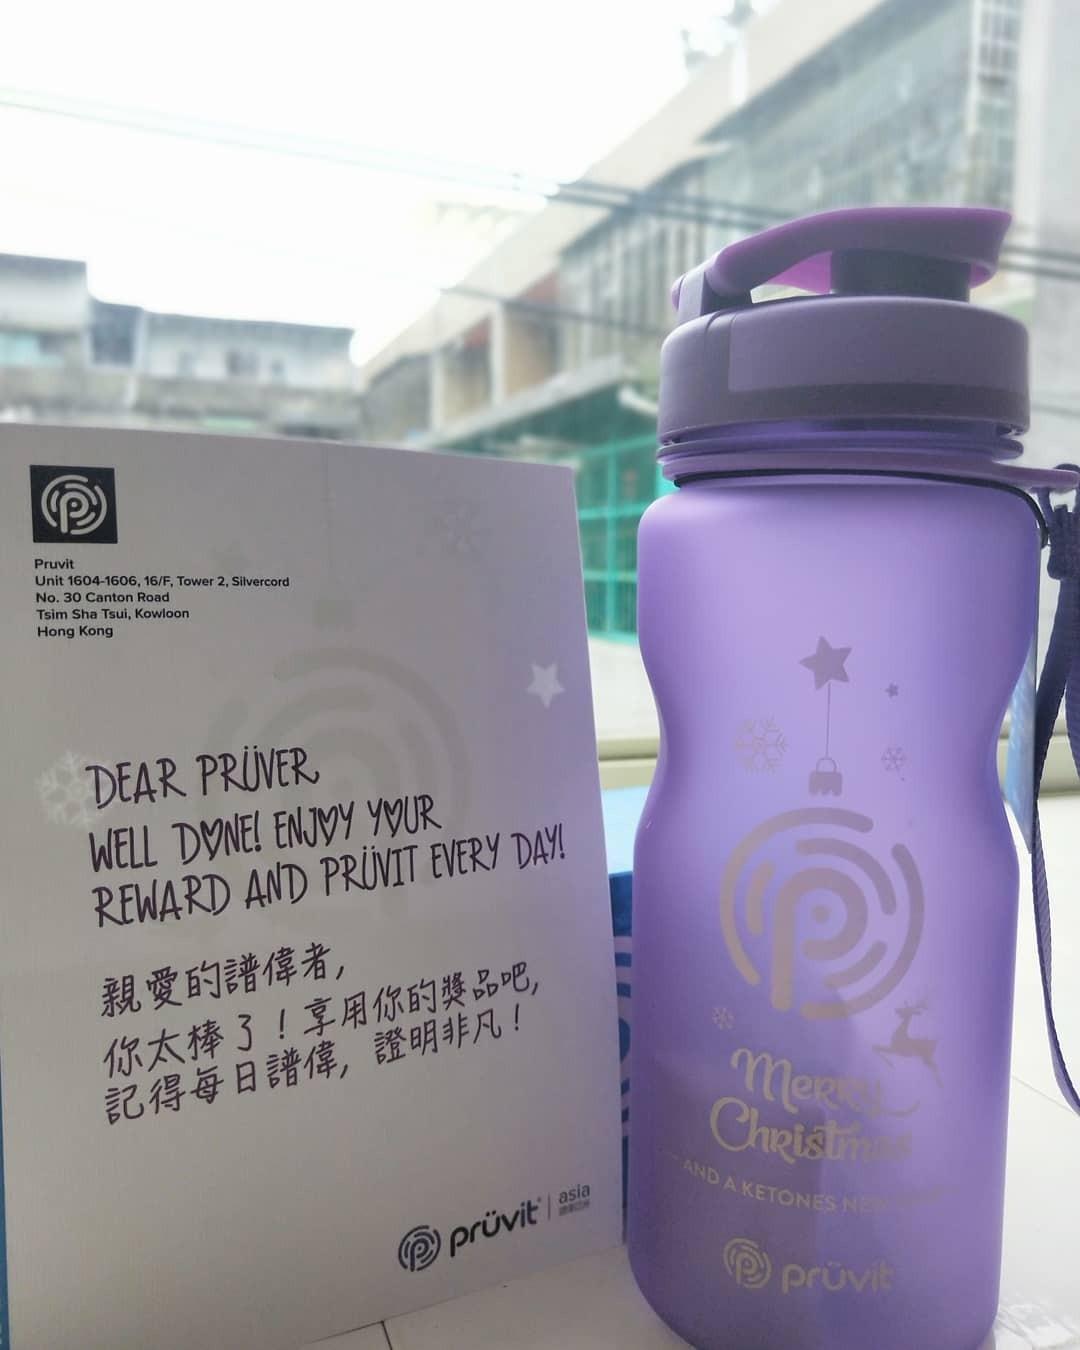 Pruvit
Unit 1604-1606, 16/F, Tower 2, Silvercord
No. 30 Canton Road
Tsim Sha Tsui, Kowloon
Hong Kong
DEAR PRÜVER,
WELL DONE! ENJOY YOUR
REWARD AND PRÜVIT EVERY DAY!
親愛的譜偉者,
你太棒了！享用你的獎品吧,
記得每日譜偉, 證明非凡！
prüvit | asia
Merry
Christmas
AND A KETONES NEW
prüvit